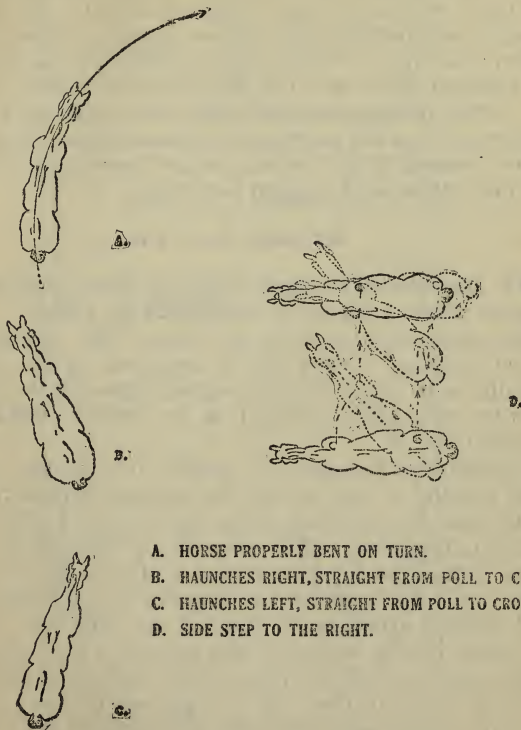 A.
D.
B.
A. HORSE PROPERLY BENT ON TURN.
B. HAUNCHES RIGHT, STRAIGHT FROM POLL TO C
C. HAUNCHES LEFT, STRAIGHT FROM POLL TO CRO
D. SIDE STEP TO THE RIGHT.
C.